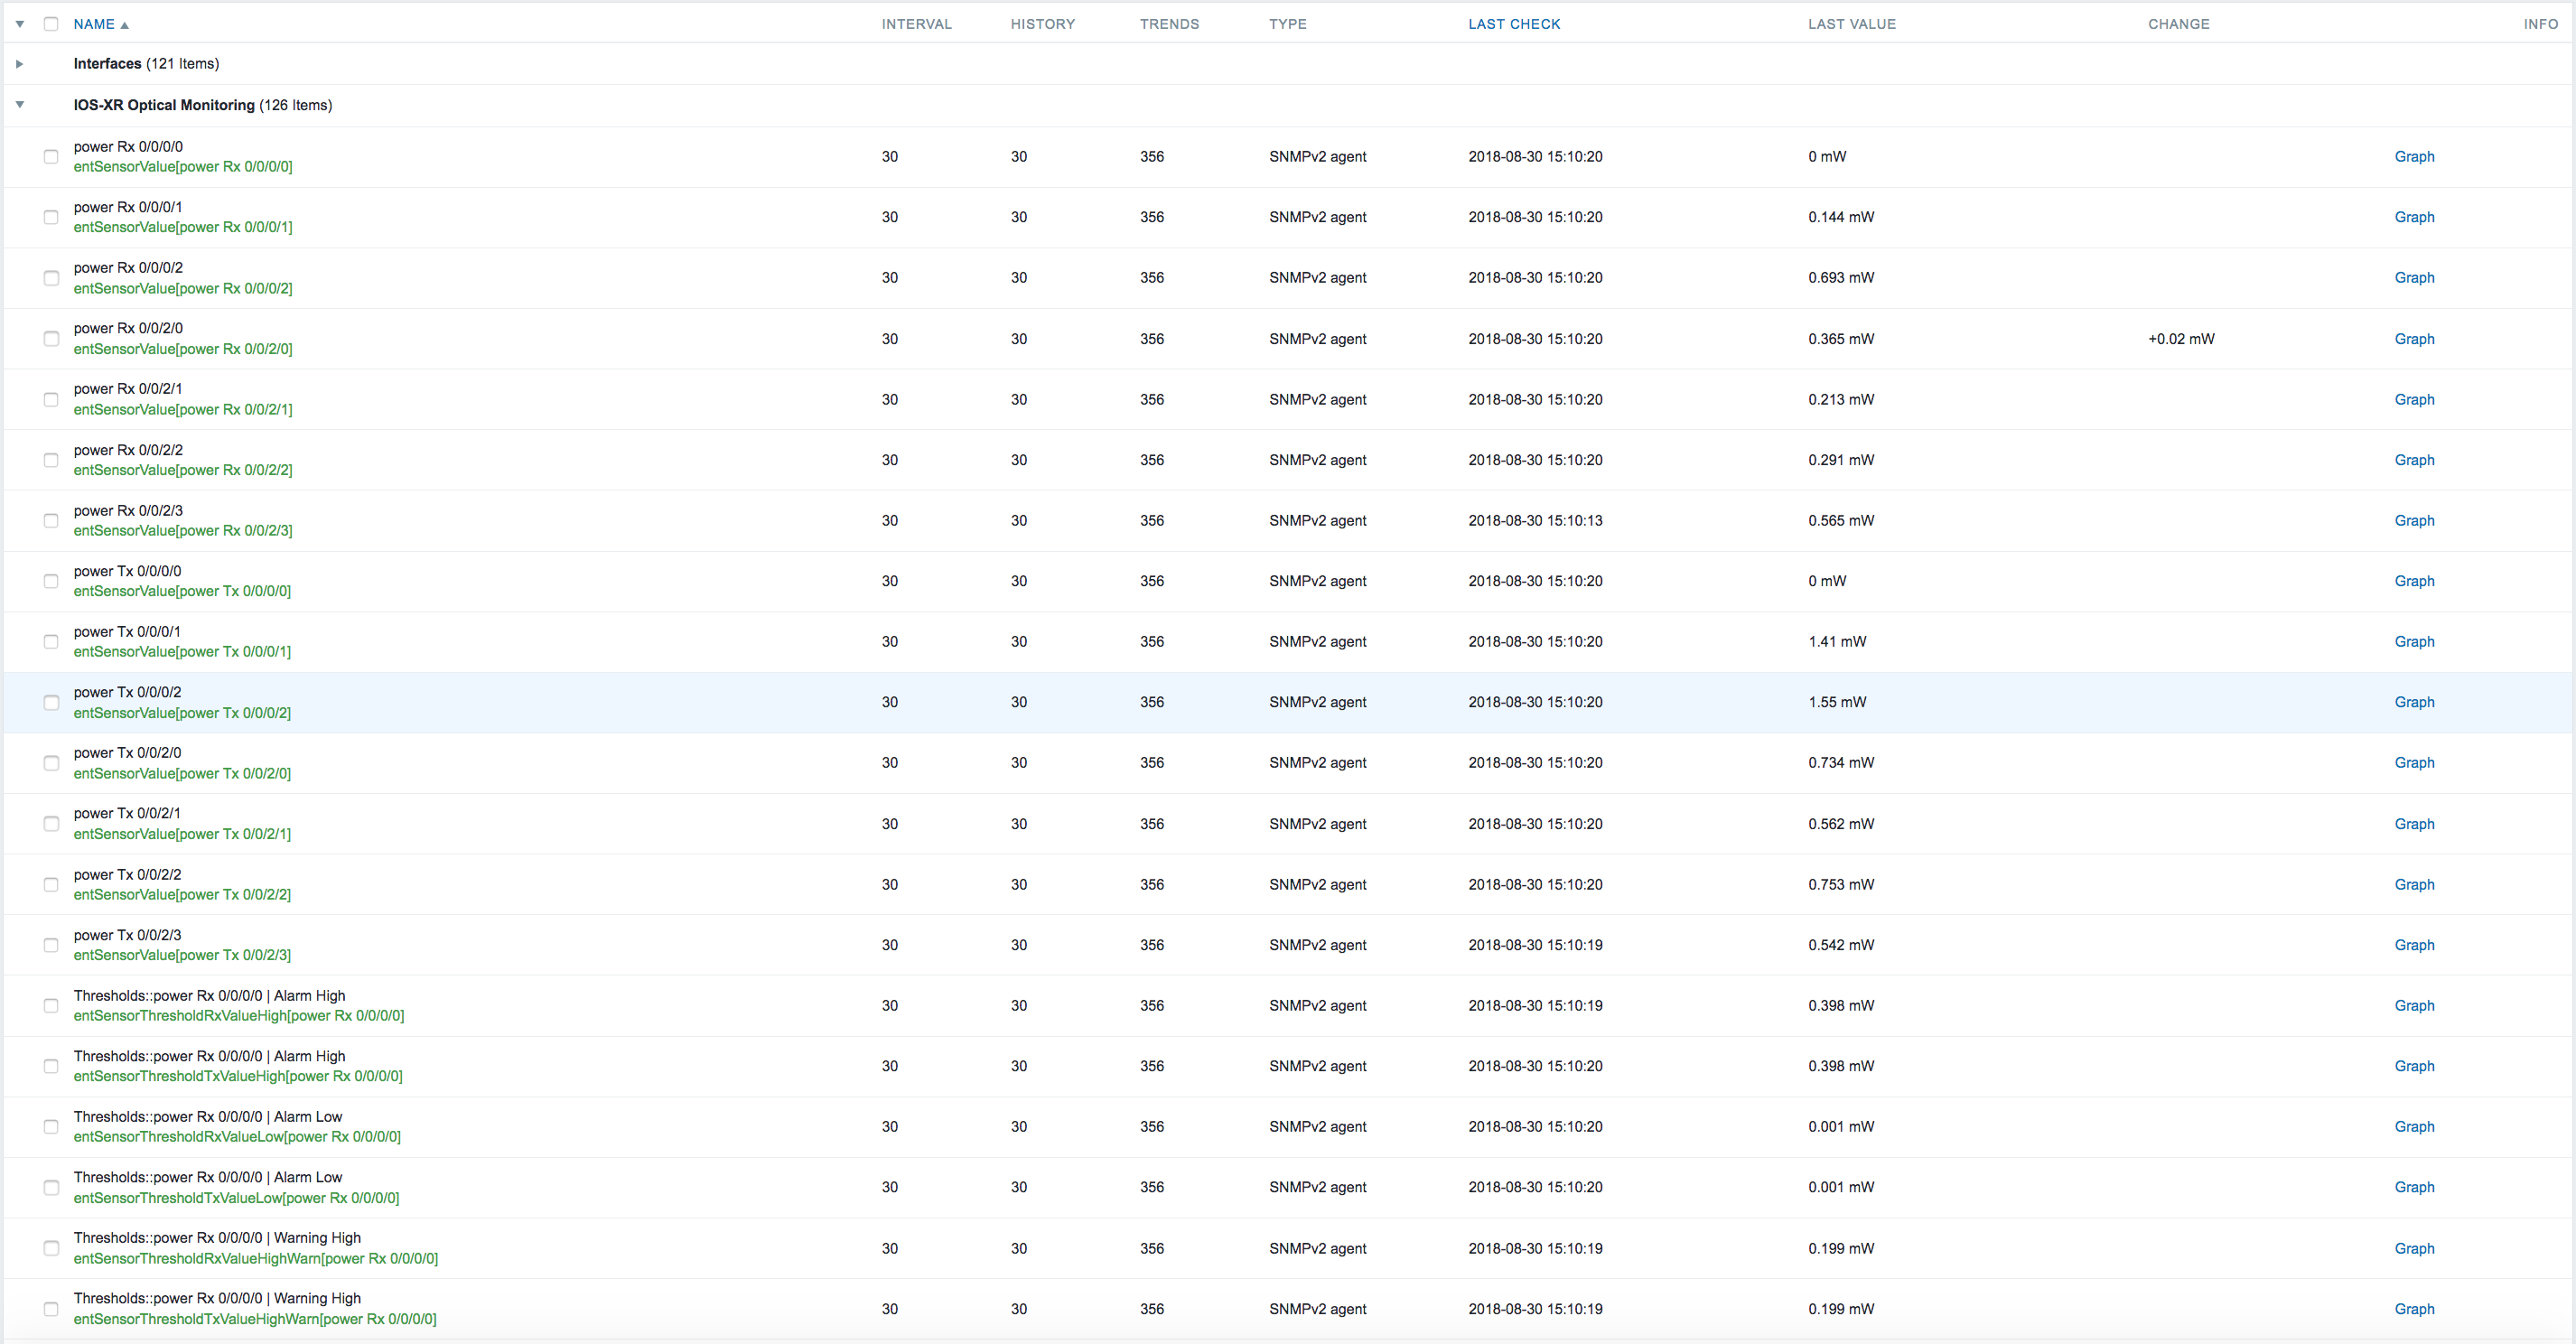 NAME ▲ INTERVAL HISTORY TRENDS TYPE LAST CHECK LAST VALUE CHANGE INFO
Interfaces (121 Items)
IOS-XR Optical Monitoring (126 Items)
power Rx 0/0/0/0
entSensorValue[power Rx 0/0/0/0] 30 30 356 SNMPv2 agent 2018-08-30 15:10:20 0 mW Graph
power Rx 0/0/0/1
entSensorValue[power Rx 0/0/0/1] 30 30 356 SNMPv2 agent 2018-08-30 15:10:20 0.144 mW Graph
power Rx 0/0/0/2
entSensorValue[power Rx 0/0/0/2] 30 30 356 SNMPv2 agent 2018-08-30 15:10:20 0.693 mW Graph
power Rx 0/0/2/0
entSensorValue[power Rx 0/0/2/0] 30 30 356 SNMPv2 agent 2018-08-30 15:10:20 0.365 mW +0.02 mW Graph
power Rx 0/0/2/1
entSensorValue[power Rx 0/0/2/1] 30 30 356 SNMPv2 agent 2018-08-30 15:10:20 0.213 mW Graph
power Rx 0/0/2/2
entSensorValue[power Rx 0/0/2/2] 30 30 356 SNMPv2 agent 2018-08-30 15:10:20 0.291 mW Graph
power Rx 0/0/2/3
entSensorValue[power Rx 0/0/2/3] 30 30 356 SNMPv2 agent 2018-08-30 15:10:13 0.565 mW Graph
power Tx 0/0/0/0
entSensorValue[power Tx 0/0/0/0] 30 30 356 SNMPv2 agent 2018-08-30 15:10:20 0 mW Graph
power Tx 0/0/0/1
entSensorValue[power Tx 0/0/0/1] 30 30 356 SNMPv2 agent 2018-08-30 15:10:20 1.41 mW Graph
power Tx 0/0/0/2
entSensorValue[power Tx 0/0/0/2] 30 30 356 SNMPv2 agent 2018-08-30 15:10:20 1.55 mW Graph
power Tx 0/0/2/0
entSensorValue[power Tx 0/0/2/0] 30 30 356 SNMPv2 agent 2018-08-30 15:10:20 0.734 mW Graph
power Tx 0/0/2/1
entSensorValue[power Tx 0/0/2/1] 30 30 356 SNMPv2 agent 2018-08-30 15:10:20 0.562 mW Graph
power Tx 0/0/2/2
entSensorValue[power Tx 0/0/2/2] 30 30 356 SNMPv2 agent 2018-08-30 15:10:20 0.753 mW Graph
power Tx 0/0/2/3
entSensorValue[power Tx 0/0/2/3] 30 30 356 SNMPv2 agent 2018-08-30 15:10:19 0.542 mW Graph
Thresholds::power Rx 0/0/0/0 | Alarm High
entSensorThresholdRxValueHigh[power Rx 0/0/0/0] 30 30 356 SNMPv2 agent 2018-08-30 15:10:19 0.398 mW Graph
Thresholds::power Rx 0/0/0/0 | Alarm High
entSensorThresholdTxValueHigh[power Rx 0/0/0/0] 30 30 356 SNMPv2 agent 2018-08-30 15:10:20 0.398 mW Graph
Thresholds::power Rx 0/0/0/0 | Alarm Low
entSensorThresholdRxValueLow[power Rx 0/0/0/0] 30 30 356 SNMPv2 agent 2018-08-30 15:10:20 0.001 mW Graph
Thresholds::power Rx 0/0/0/0 | Alarm Low
entSensorThresholdTxValueLow[power Rx 0/0/0/0] 30 30 356 SNMPv2 agent 2018-08-30 15:10:20 0.001 mW Graph
Thresholds::power Rx 0/0/0/0 | Warning High
entSensorThresholdRxValueHighWarn[power Rx 0/0/0/0] 30 30 356 SNMPv2 agent 2018-08-30 15:10:19 0.199 mW Graph
Thresholds::power Rx 0/0/0/0 | Warning High
entSensorThresholdTxValueHighWarn[power Rx 0/0/0/0] 30 30 356 SNMPv2 agent 2018-08-30 15:10:19 0.199 mW Graph